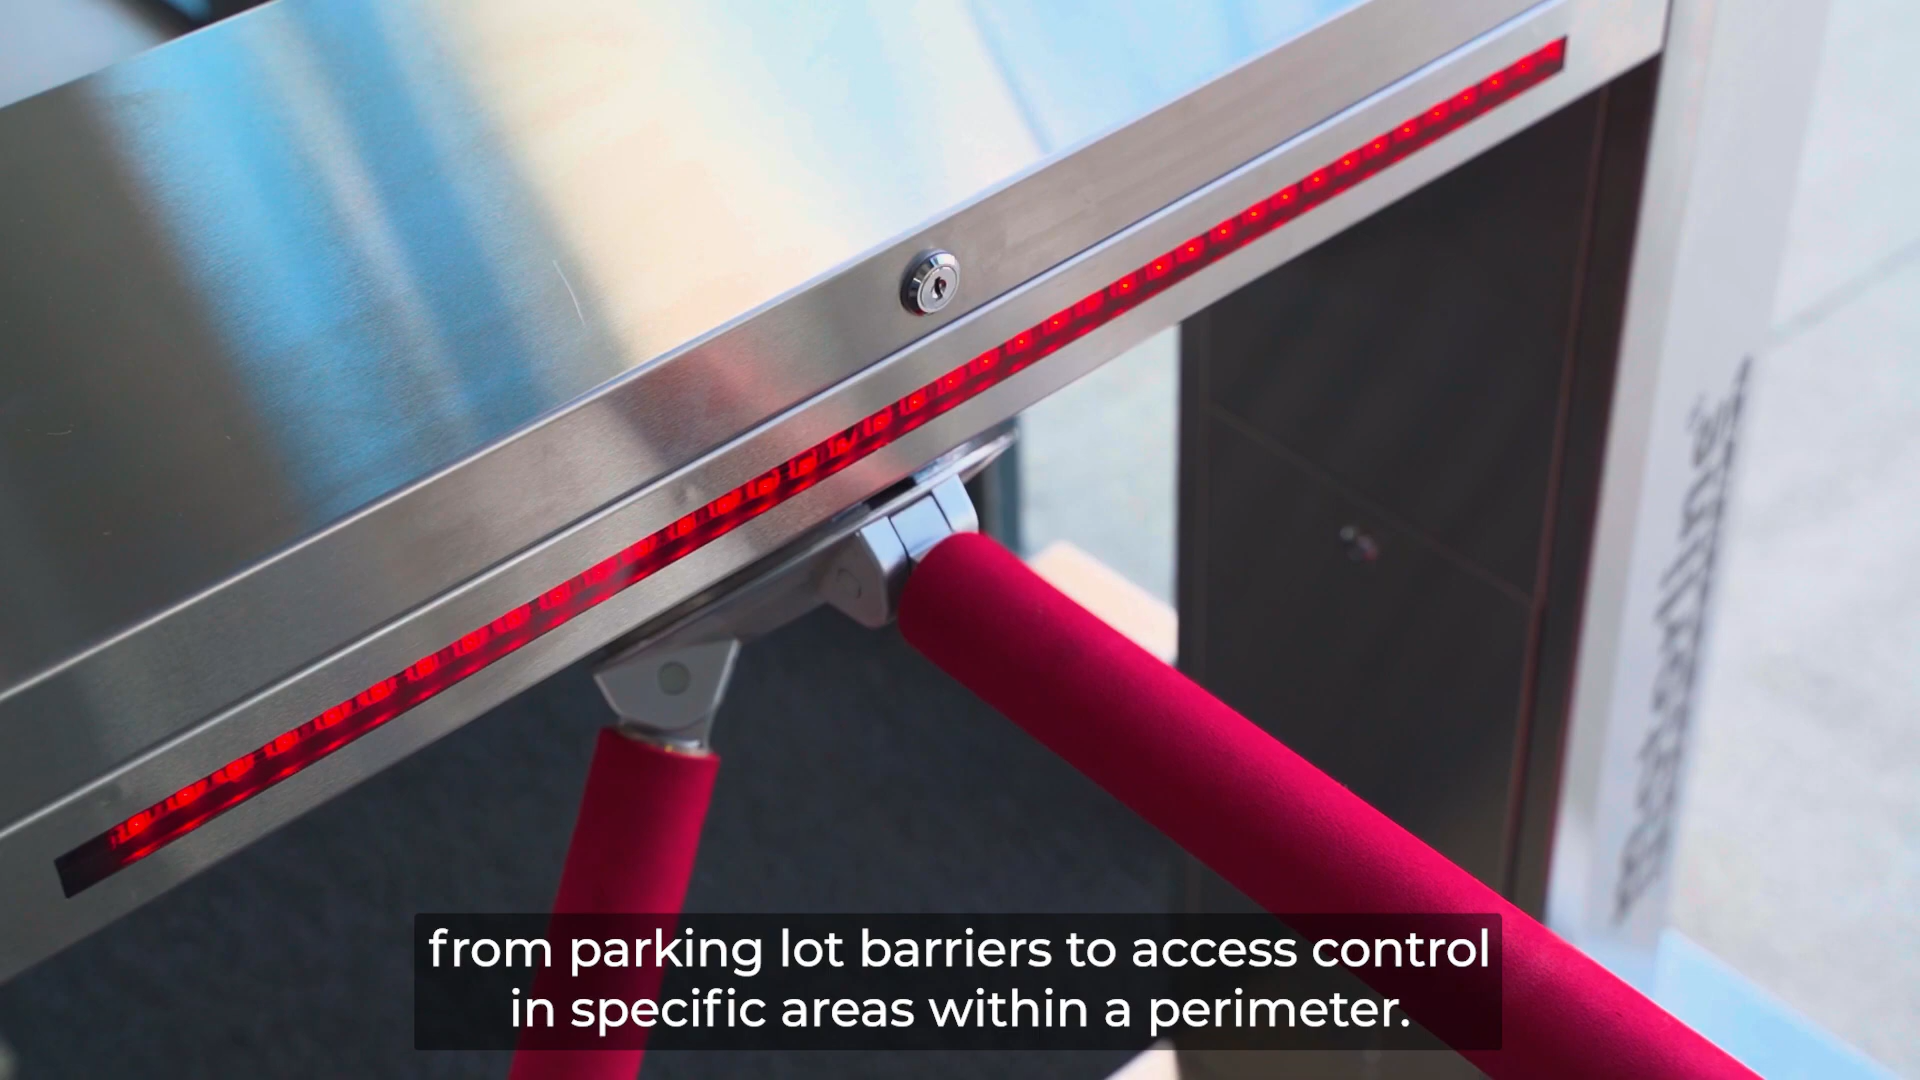 from parking lot barriers to access control
in specific areas within a perimeter.